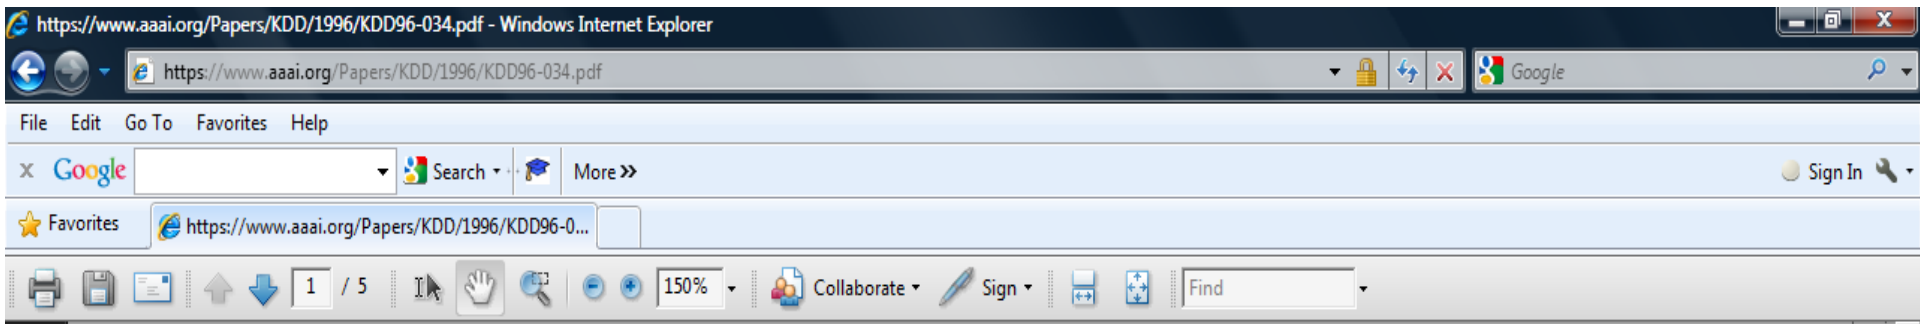 https://www.aaai.org/Papers/KDD/1996/KDD96-034.pdf - Windows Internet Explorer
https://www.aaai.org/Papers/KDD/1996/KDD96-034.pdf Google
File Edit Go To Favorites Help
x Google Search More »
Sign In
Favorites https://www.aaai.org/Papers/KDD/1996/KDD96-0...
1 / 5 150% Collaborate Sign Find